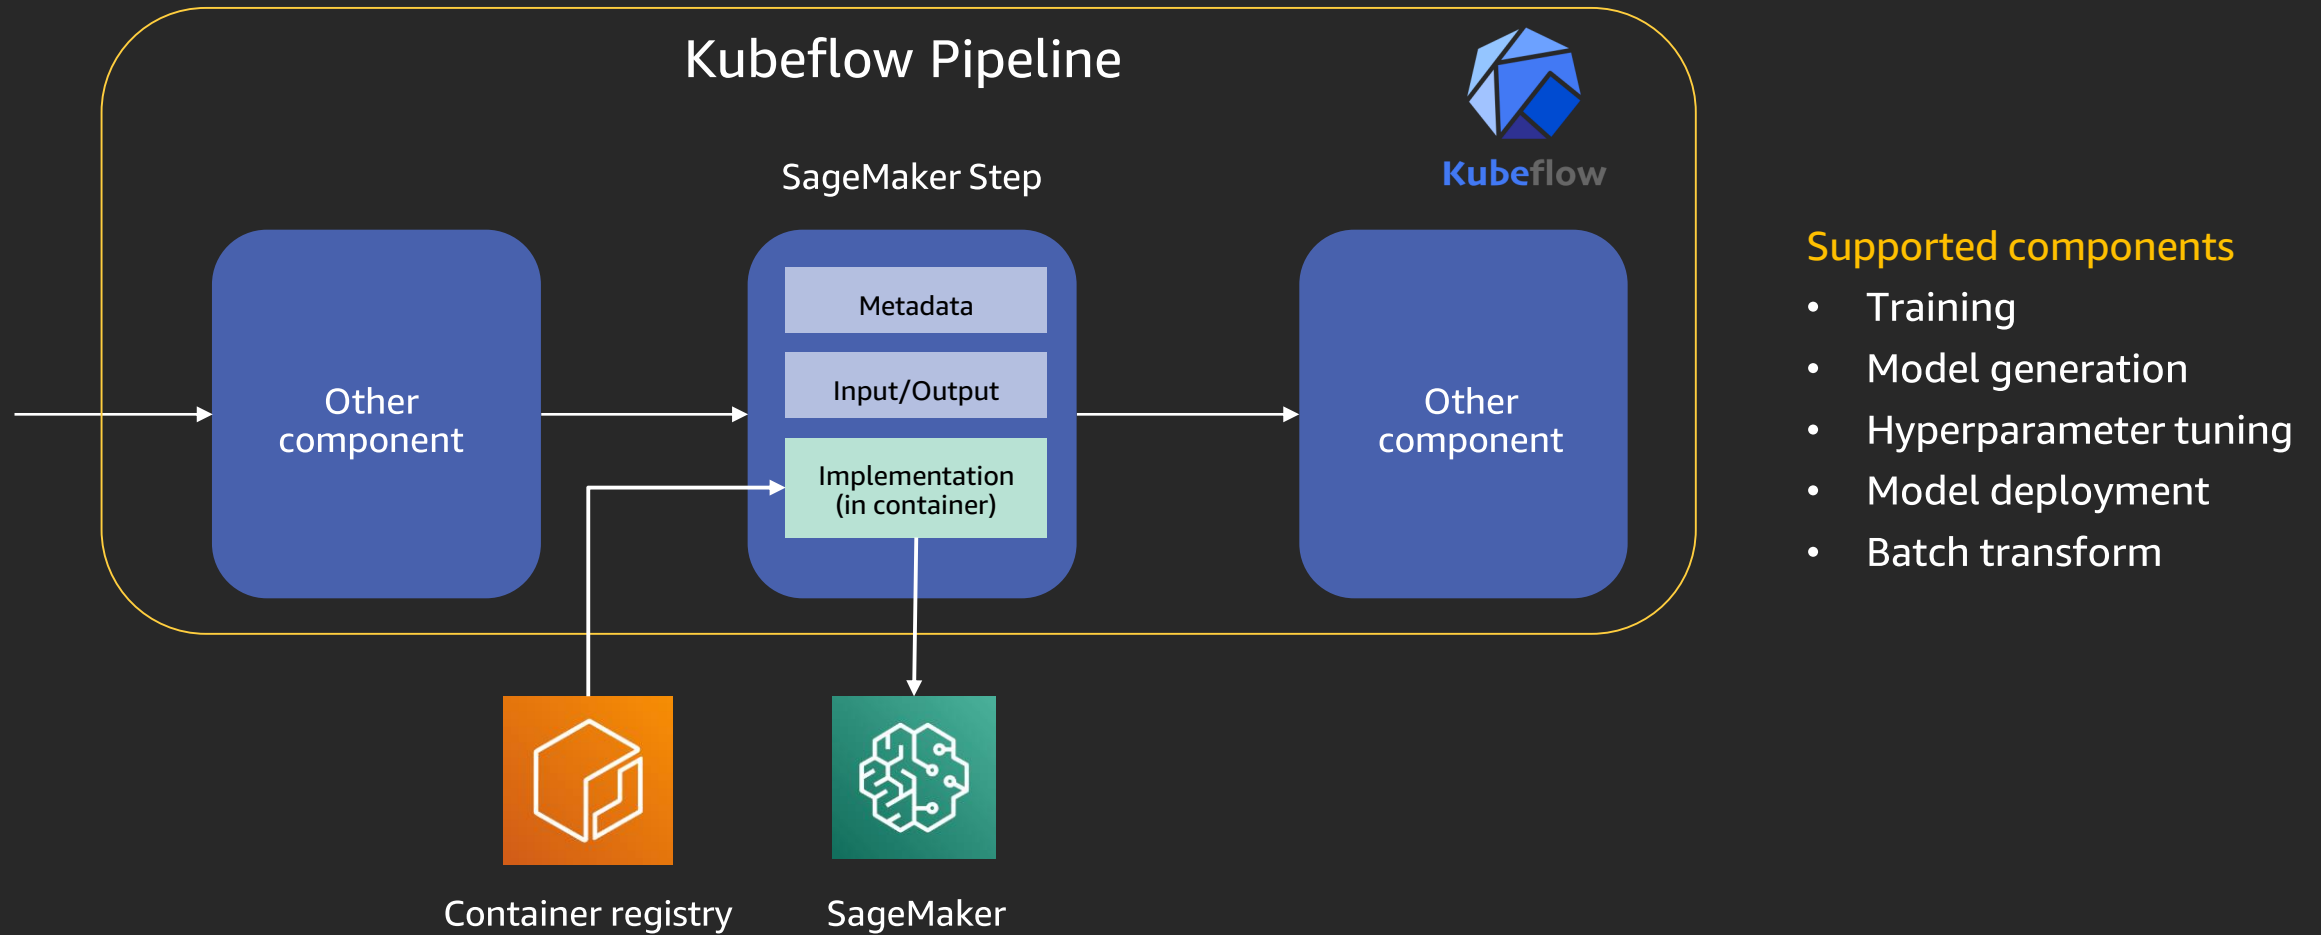 Kubeflow Pipeline
Kubeflow
SageMaker Step
Other
component
Metadata
Input/Output
Implementation
(in container)
Other
component
Supported components
• Training
• Model generation
• Hyperparameter tuning
• Model deployment
• Batch transform
Container registry
SageMaker